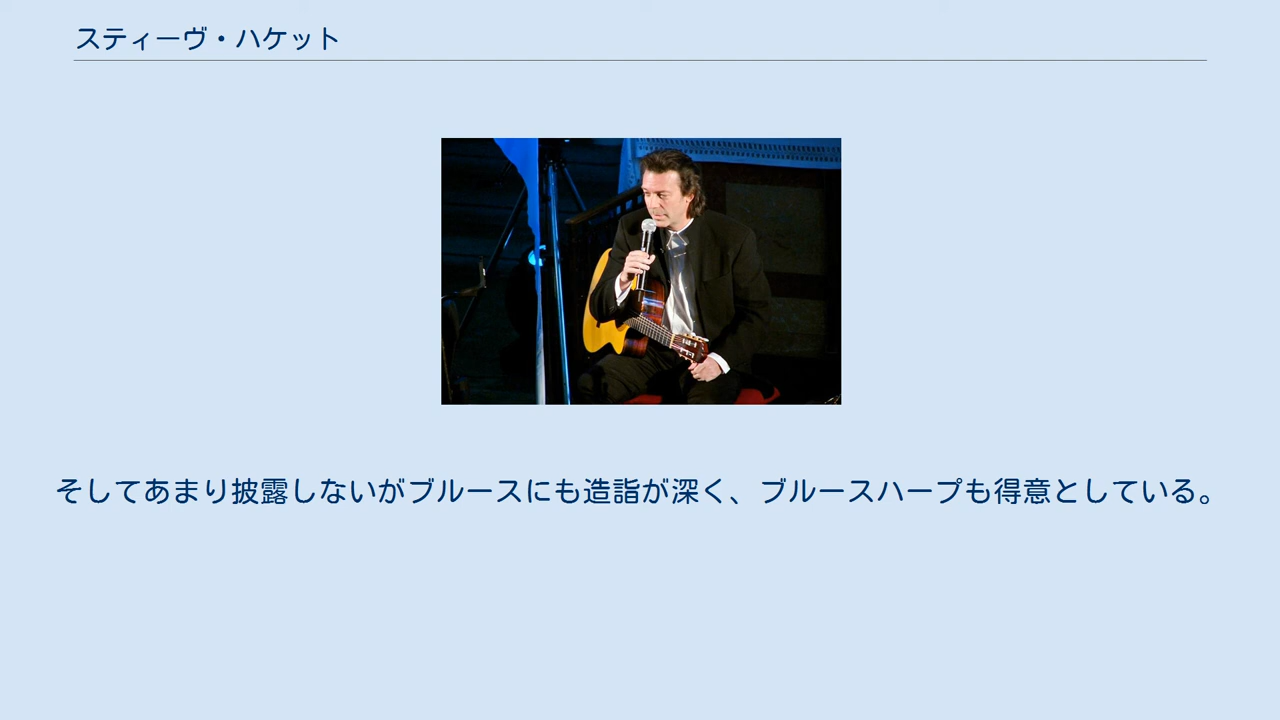 スティーヴ・ハケット
そしてあまり披露しないがブルースにも造詣が深く、ブルースハープも得意としている。